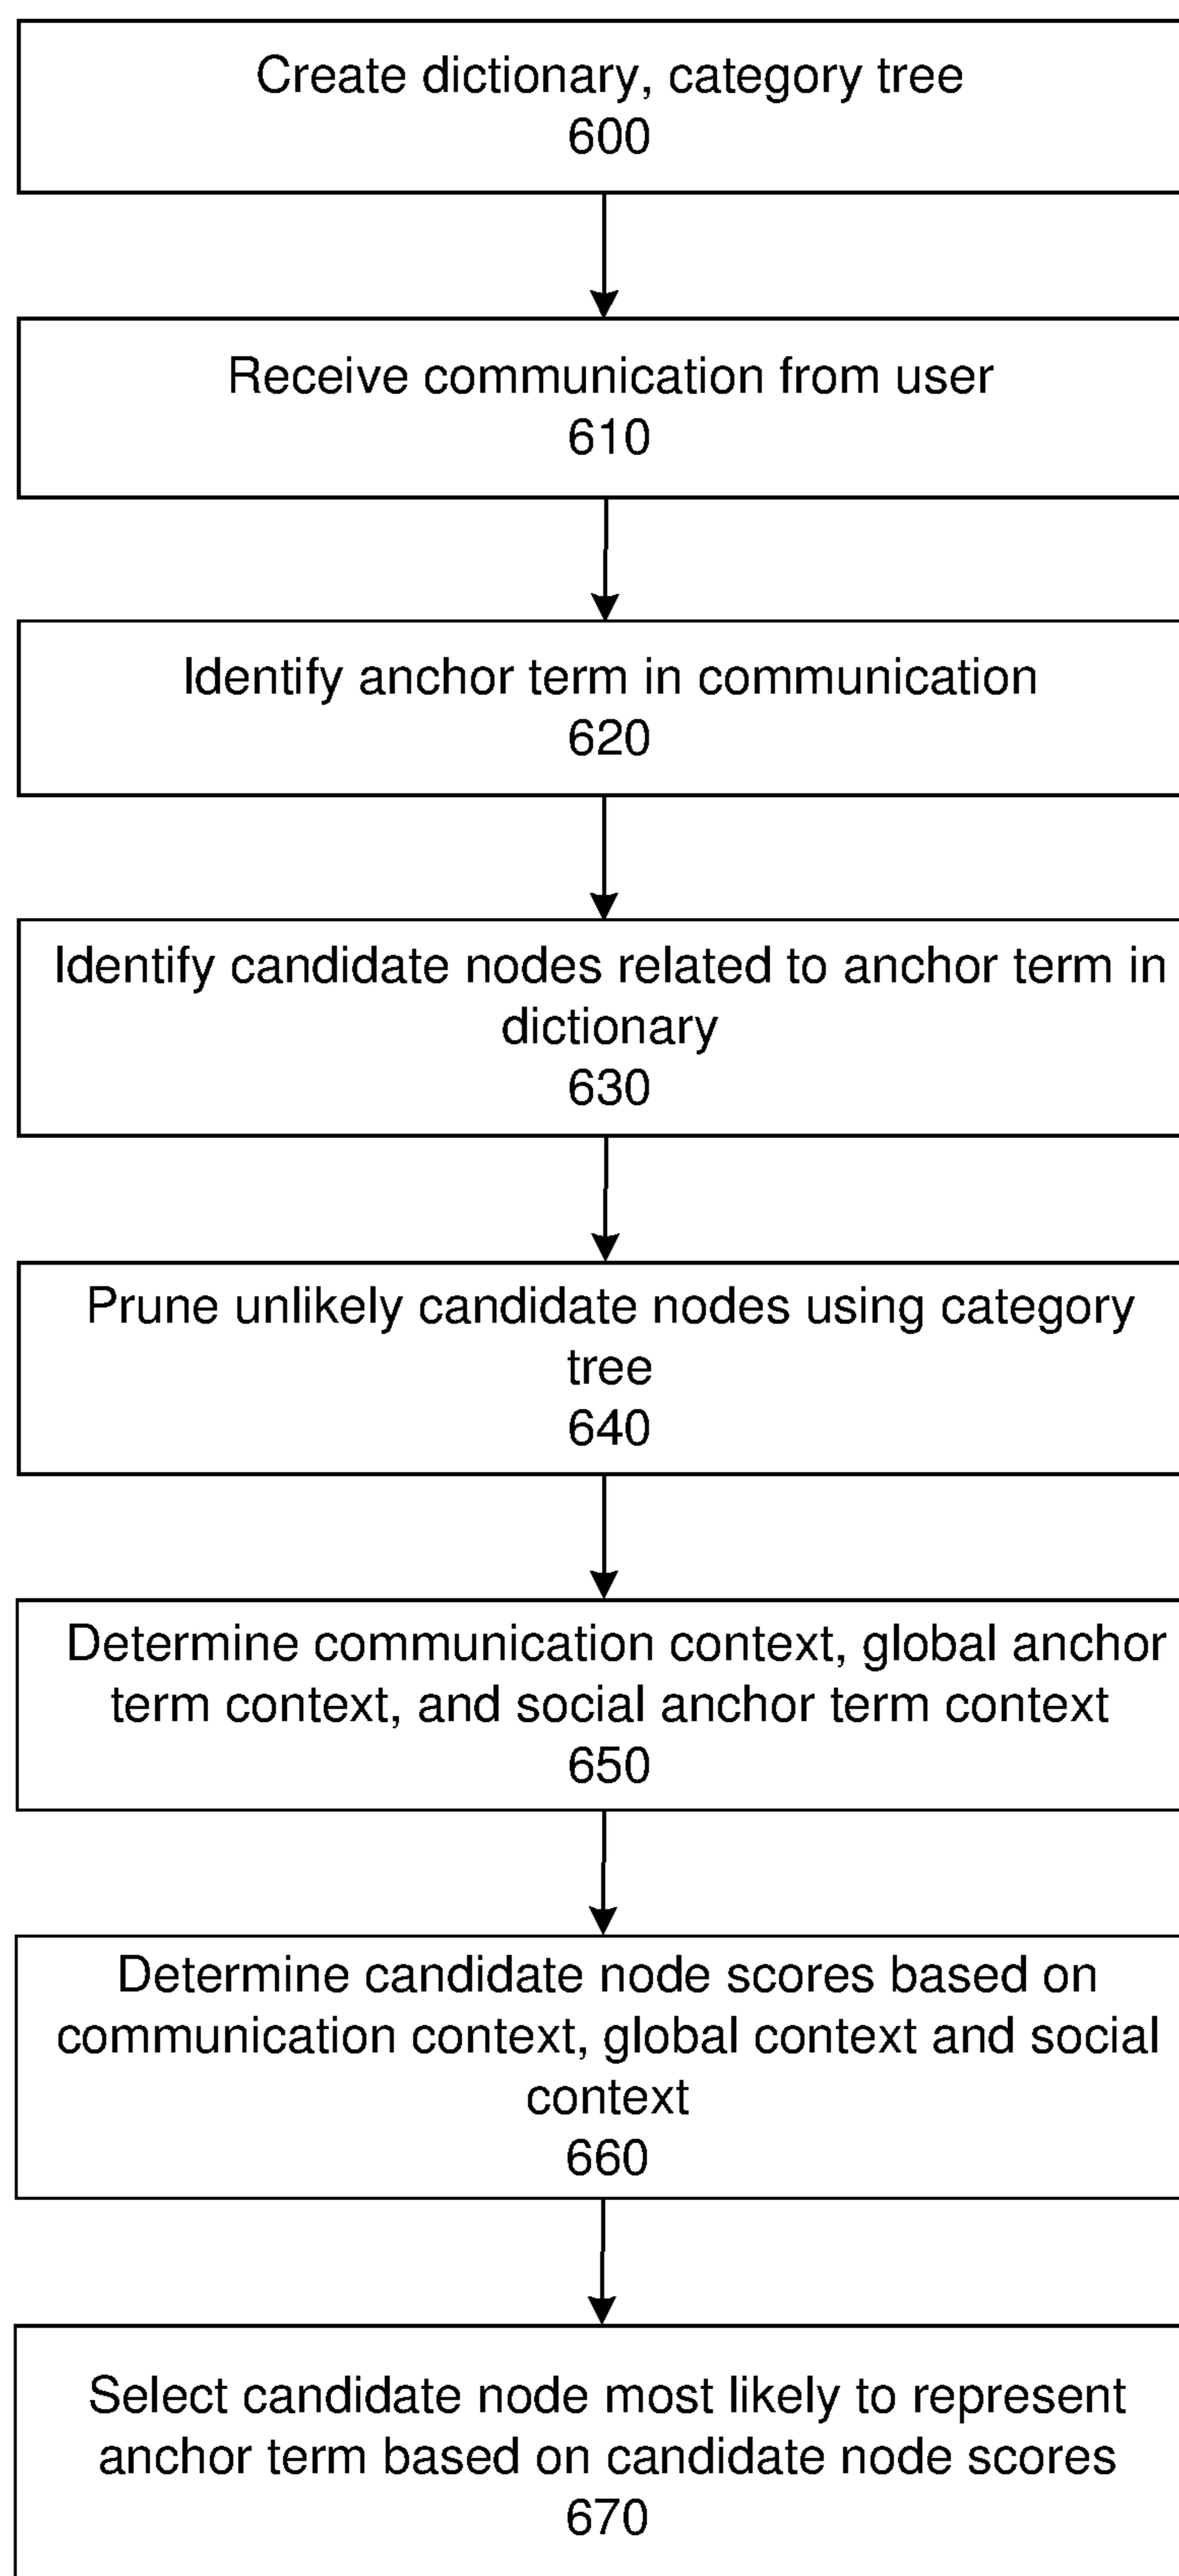 Create dictionary, category tree
600
Receive communication from user
610
Identify anchor term in communication
620
Identify candidate nodes related to anchor term in
dictionary
630
Prune unlikely candidate nodes using category
tree
640
Determine communication context, global anchor
term context, and social anchor term context
650
Determine candidate node scores based on
communication context, global context and social
context
660
Select candidate node most likely to represent
anchor term based on candidate node scores
670